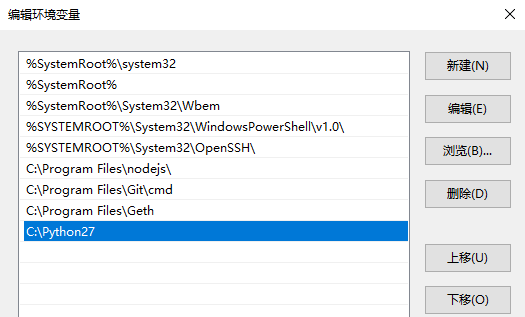 编辑环境变量
%SystemRoot%\system32
%SystemRoot%
%SystemRoot%\System32\Wbem
%SYSTEMROOT%\System32\WindowsPowerShell\v1.0\
%SYSTEMROOT%\System32\OpenSSH\
C:\Program Files\nodejs\
C:\Program Files\Git\cmd
C:\Program Files\Geth
C:\Python27
新建(N)
编辑(E)
浏览(B)...
删除(D)
上移(U)
下移(O)